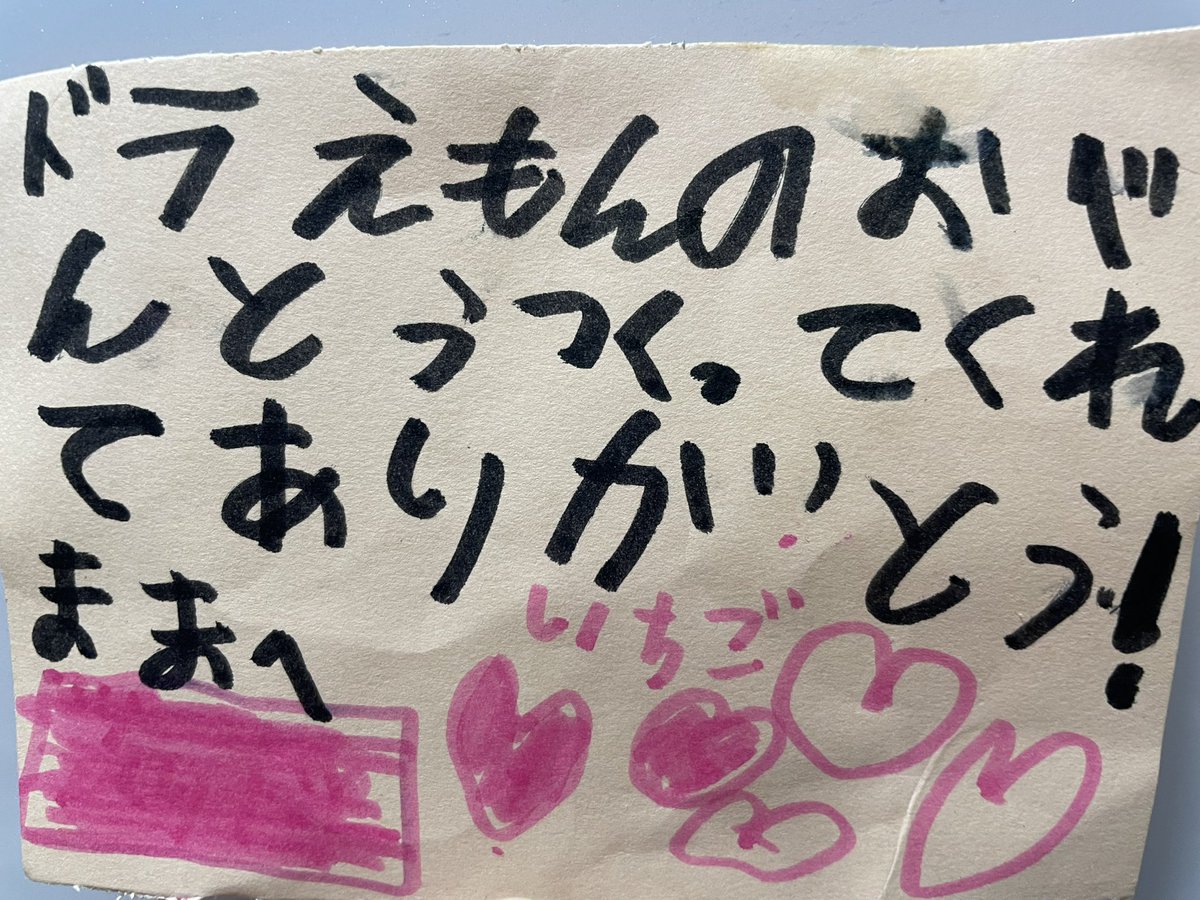 ドラえもんのおべ
んとうつくってくれ
てありがとう!
ままへ
いちご